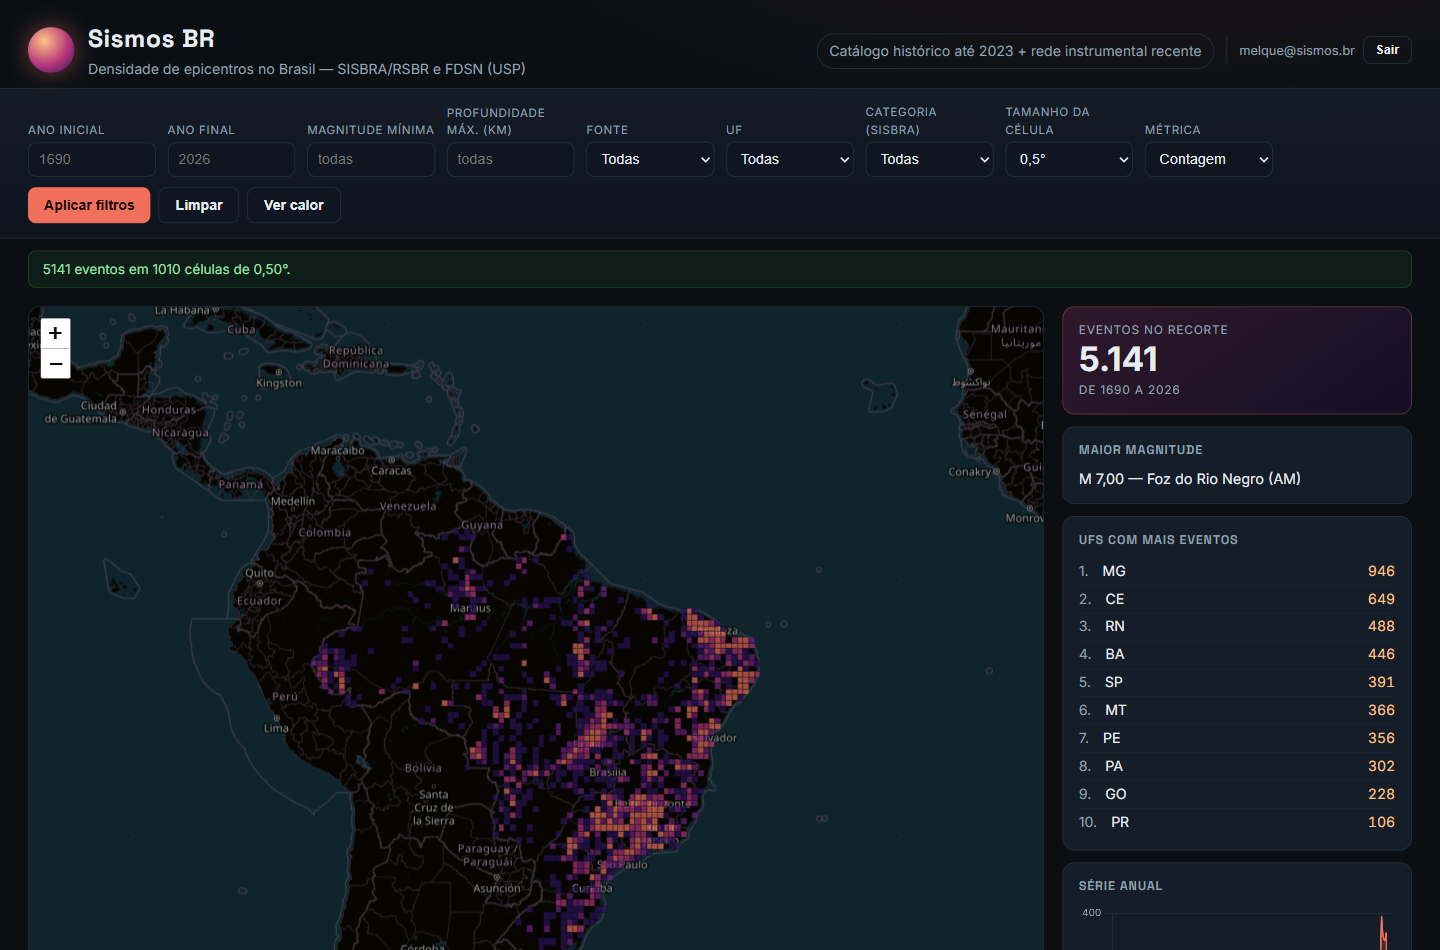 Sismos BR
Densidade de epicentros no Brasil — SISBRA/RSBR e FDSN (USP)
Catálogo histórico até 2023 + rede instrumental recente
melque@sismos.br
Sair
ANO INICIAL
1690
ANO FINAL
2026
MAGNITUDE MÍNIMA
todas
PROFUNDIDADE
MÁX. (KM)
todas
FONTE
Todas
UF
Todas
CATEGORIA
(SISBRA)
Todas
TAMANHO DA
CÉLULA
0,5°
MÉTRICA
Contagem
Aplicar filtros
Limpar
Ver calor
5141 eventos em 1010 células de 0,50°.
+
−
La Habana
Cuba
República
Dominicana
Kingston
Ciudad
de Guatemala
Honduras
Nicaragua
Maracaibo
Caracas
Panamá
Medellín
Venezuela
Guyana
Colombia
Quito
Ecuador
Manaus
Perú
Lima
Bolivia
Brasília
Santa
Cruz de
la Sierra
Paraguay /
Paraguái
Asunción
São Paulo
Córdoba
Mauritan
موريتانيا
نواكشوط
Sénégal
Conakry
Gui
Monrov
EVENTOS NO RECORTE
5.141
DE 1690 A 2026
MAIOR MAGNITUDE
M 7,00 — Foz do Rio Negro (AM)
UFS COM MAIS EVENTOS
1. MG 946
2. CE 649
3. RN 488
4. BA 446
5. SP 391
6. MT 366
7. PE 356
8. PA 302
9. GO 228
10. PR 106
SÉRIE ANUAL
400